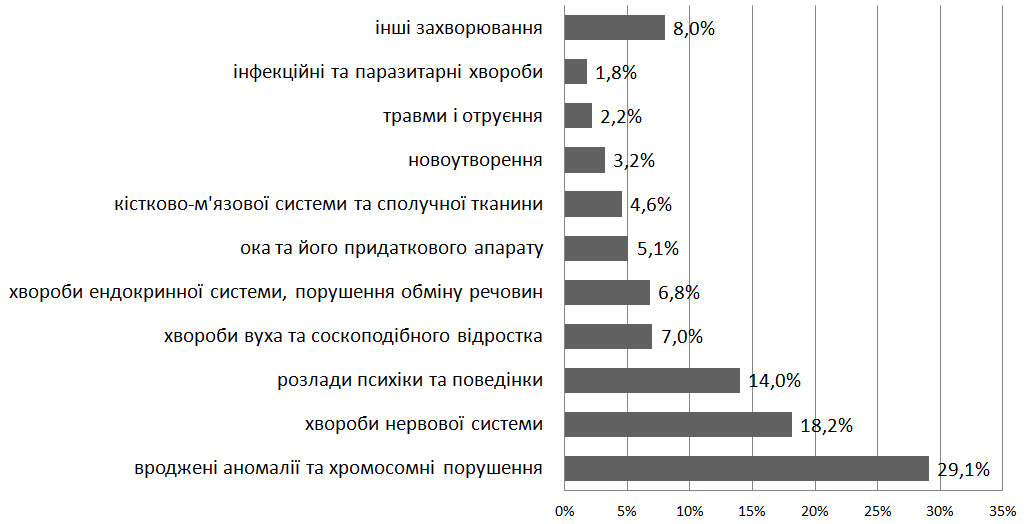 інші захворювання 8,0%
інфекційні та паразитарні хвороби 1,8%
травми і отруєння 2,2%
новоутворення 3,2%
кістково-м'язової системи та сполучної тканини 4,6%
ока та його придаткового апарату 5,1%
хвороби ендокринної системи, порушення обміну речовин 6,8%
хвороби вуха та соскоподібного відростка 7,0%
розлади психіки та поведінки 14,0%
хвороби нервової системи 18,2%
вроджені аномалії та хромосомні порушення 29,1%
0% 5% 10% 15% 20% 25% 30% 35%